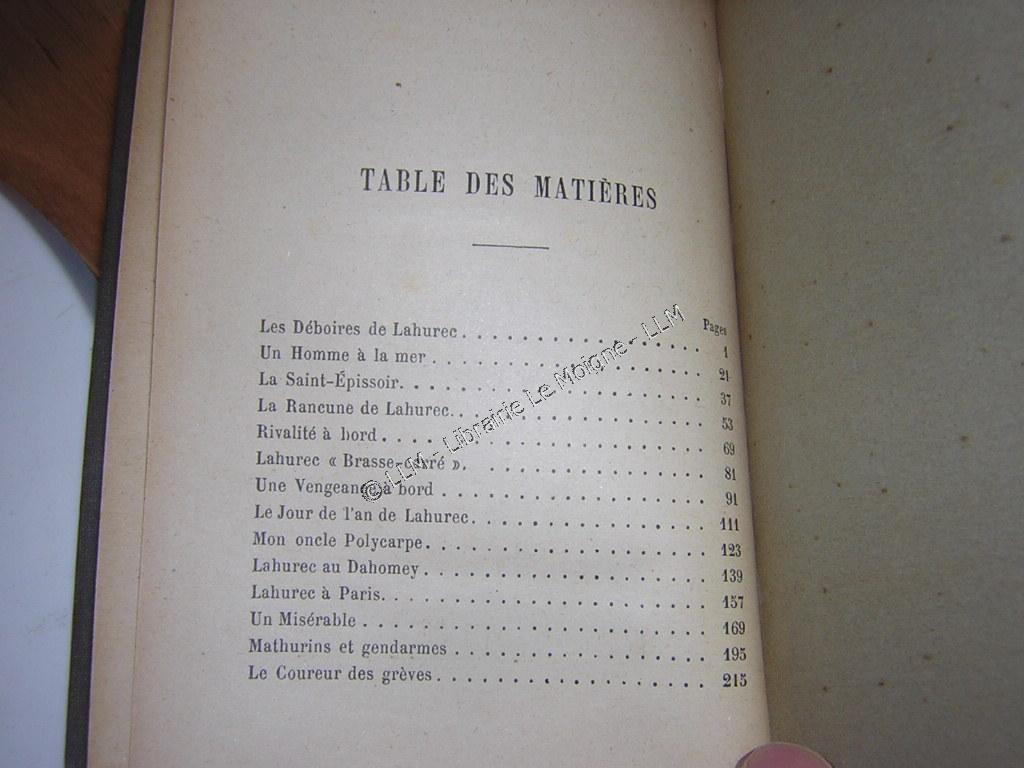 TABLE DES MATIÈRES
Pages
Les Déboires de Lahurec . . . . . . . . . . . . . . . . 1
Un Homme à la mer . . . . . . . . . . . . . . . . . . 21
La Saint-Épissoir. . . . . . . . . . . . . . . . . . . 37
La Rancune de Lahurec. . . . . . . . . . . . . . . . 53
Rivalité à bord . . . . . . . . . . . . . . . . . . . . 69
Lahurec « Brasse-carré ». . . . . . . . . . . . . . . 81
Une Vengeance à bord . . . . . . . . . . . . . . . . 91
Le Jour de l'an de Lahurec. . . . . . . . . . . . . . 111
Mon oncle Polycarpe. . . . . . . . . . . . . . . . . 123
Lahurec au Dahomey . . . . . . . . . . . . . . . . . 139
Lahurec à Paris. . . . . . . . . . . . . . . . . . . . 157
Un Misérable . . . . . . . . . . . . . . . . . . . . . 169
Mathurins et gendarmes . . . . . . . . . . . . . . . 195
Le Coureur des grèves . . . . . . . . . . . . . . . . 215
© LLM - Librairie Le Moigne - LLM